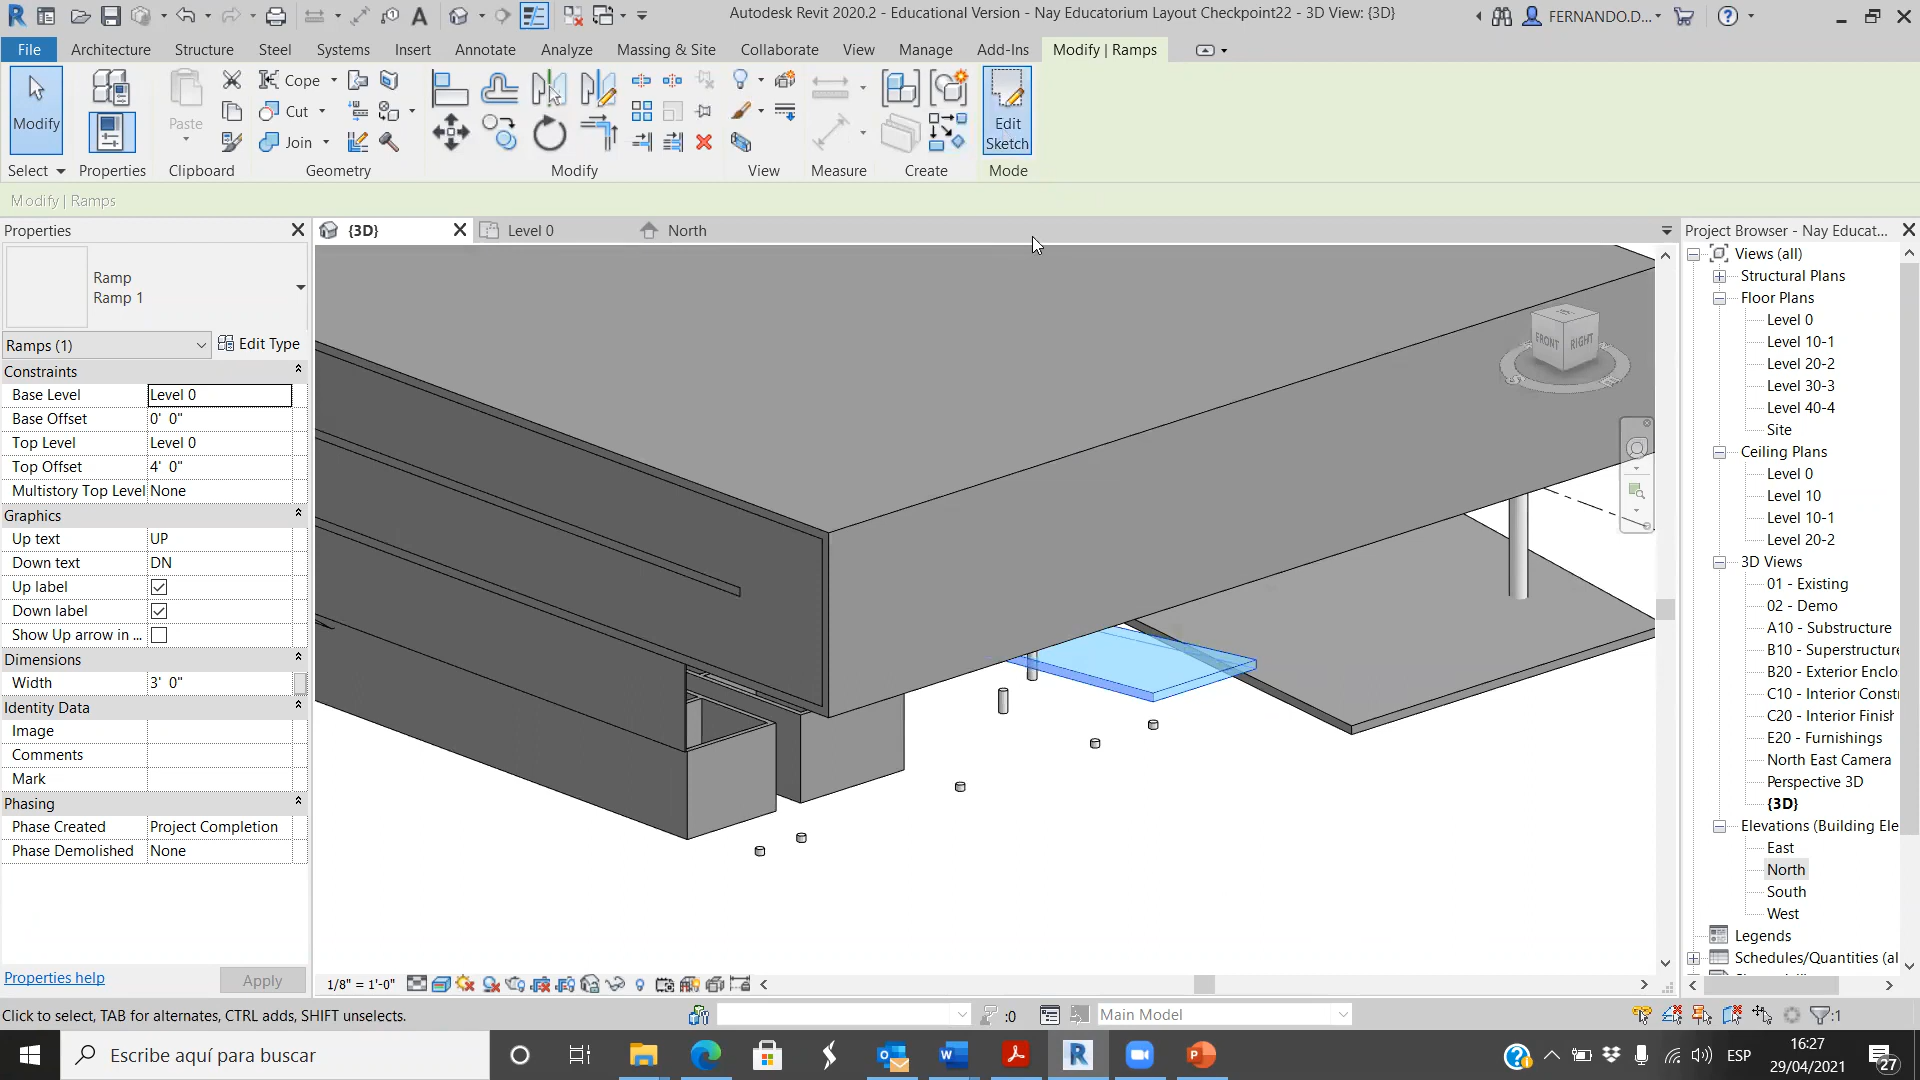 Autodesk Revit 2020.2 - Educational Version - Nay Educatorium Layout Checkpoint22 - 3D View: {3D}
FERNANDO.D...
File Architecture Structure Steel Systems Insert Annotate Analyze Massing & Site Collaborate View Manage Add-Ins Modify | Ramps
Modify
Paste
Cope
Cut
Join
Edit
Sketch
Select Properties Clipboard Geometry Modify View Measure Create Mode
Modify | Ramps
Properties
{3D}
Level 0
North
Project Browser - Nay Educat...
Ramp
Ramp 1
Ramps (1)
Edit Type
Constraints
Base Level Level 0
Base Offset 0' 0"
Top Level Level 0
Top Offset 4' 0"
Multistory Top Level None
Graphics
Up text UP
Down text DN
Up label
Down label
Show Up arrow in ...
Dimensions
Width 3' 0"
Identity Data
Image
Comments
Mark
Phasing
Phase Created Project Completion
Phase Demolished None
Properties help
Apply
FRONT
RIGHT
Views (all)
Structural Plans
Floor Plans
Level 0
Level 10-1
Level 20-2
Level 30-3
Level 40-4
Site
Ceiling Plans
Level 0
Level 10
Level 10-1
Level 20-2
3D Views
01 - Existing
02 - Demo
A10 - Substructure
B10 - Superstructure
B20 - Exterior Enclo
C10 - Interior Const
C20 - Interior Finish
E20 - Furnishings
North East Camera
Perspective 3D
{3D}
Elevations (Building Ele
East
North
South
West
Legends
Schedules/Quantities (al
1/8" = 1'-0"
Click to select, TAB for alternates, CTRL adds, SHIFT unselects.
:0
Main Model
:1
Escribe aquí para buscar
ESP
16:27
29/04/2021
27